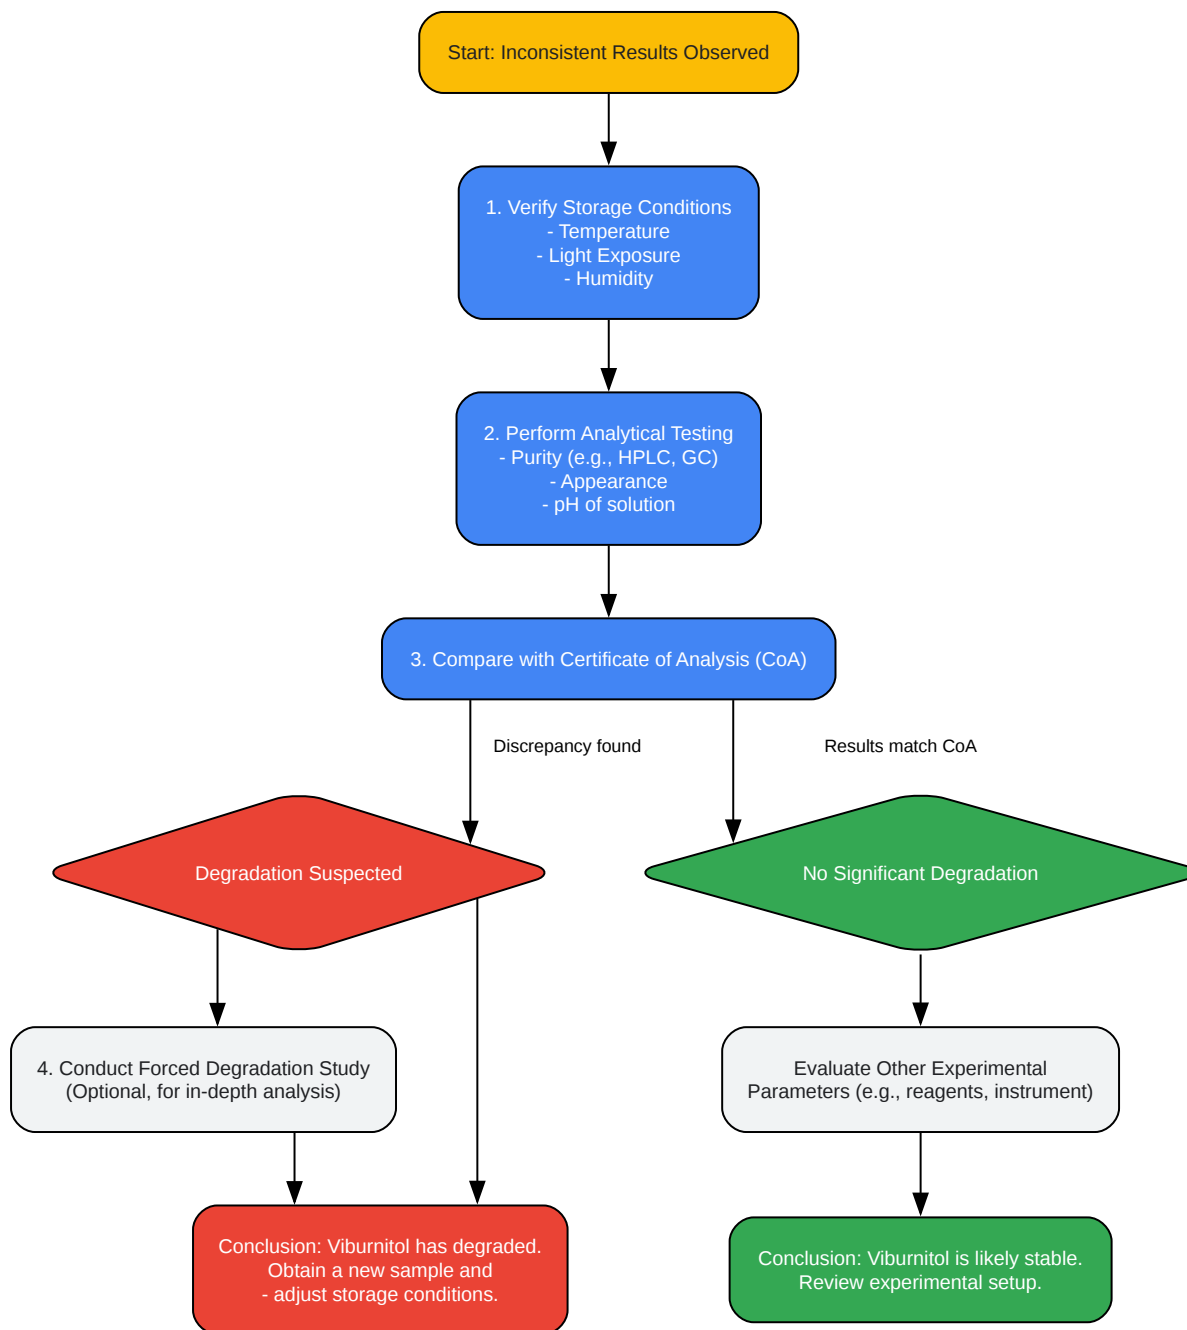 Start: Inconsistent Results Observed
1. Verify Storage Conditions
- Temperature
- Light Exposure
- Humidity
2. Perform Analytical Testing
- Purity (e.g., HPLC, GC)
- Appearance
- pH of solution
3. Compare with Certificate of Analysis (CoA)
Discrepancy found
Results match CoA
Degradation Suspected
No Significant Degradation
4. Conduct Forced Degradation Study
(Optional, for in-depth analysis)
Evaluate Other Experimental
Parameters (e.g., reagents, instrument)
Conclusion: Viburnitol has degraded.
Obtain a new sample and
- adjust storage conditions.
Conclusion: Viburnitol is likely stable.
Review experimental setup.